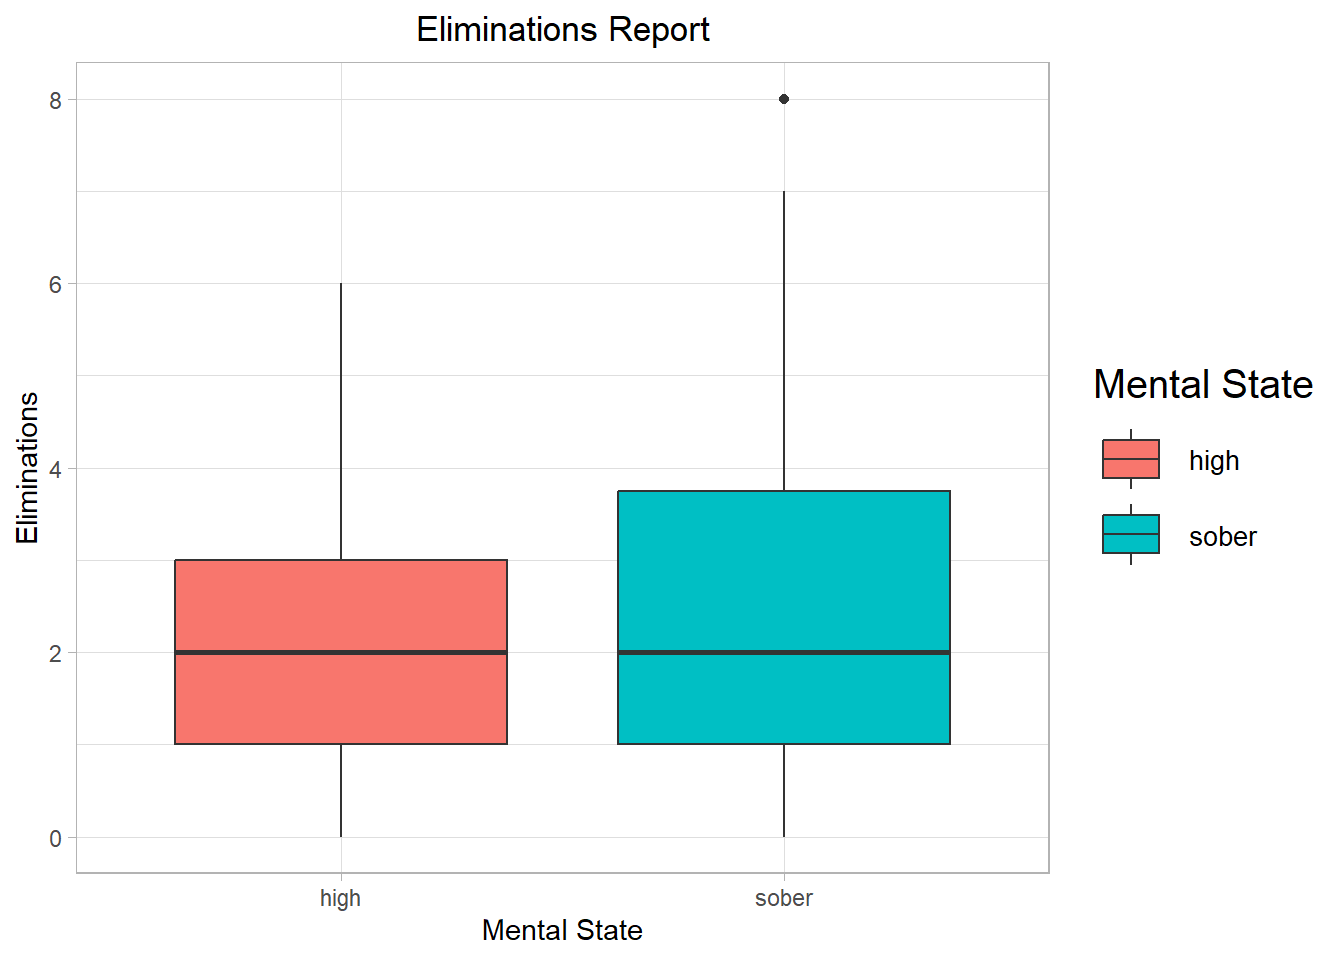 Eliminations Report
Eliminations
8
6
4
2
0
high
sober
Mental State
Mental State
high
sober